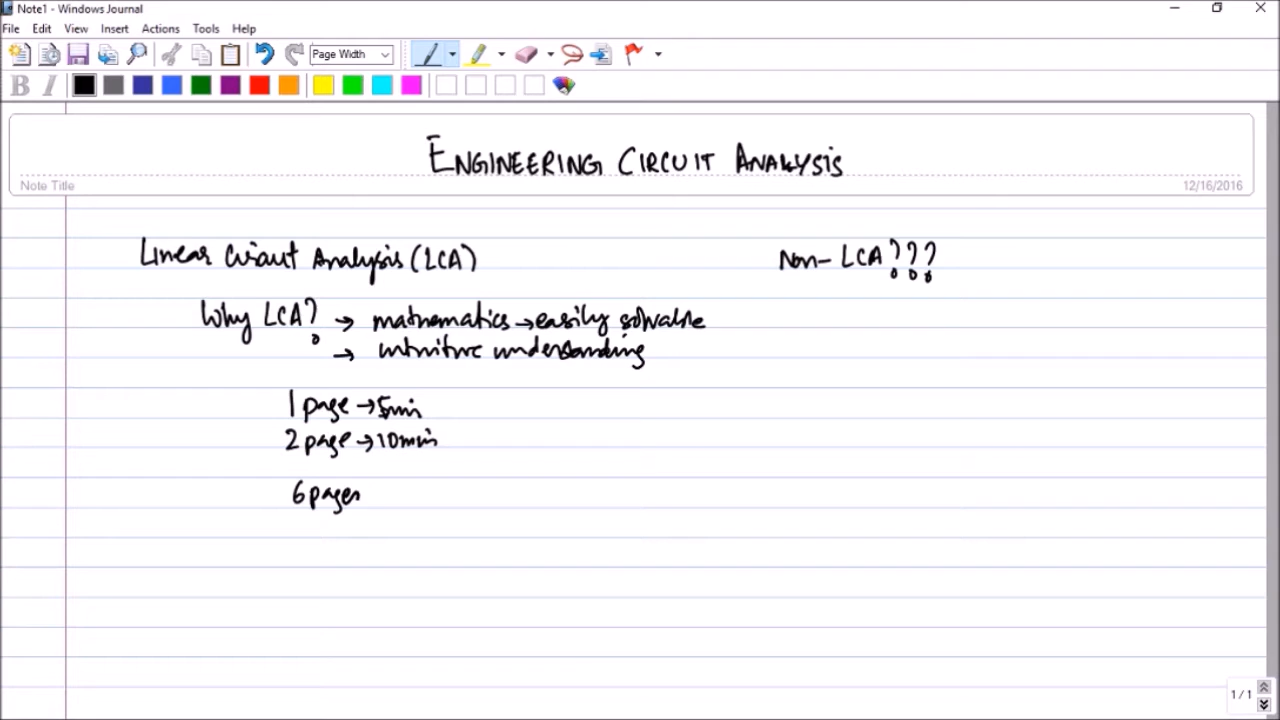 Note1 - Windows Journal
File Edit View Insert Actions Tools Help
Page Width
B I
ENGINEERING CIRCUIT ANALYSIS
Note Title
12/16/2016
Linear Circuit Analysis (LCA)
Non-LCA???
Why LCA? → mathematics → easily solvable
→ intuitive understanding
1 page → 5min
2 page → 10min
6 pages
1 / 1